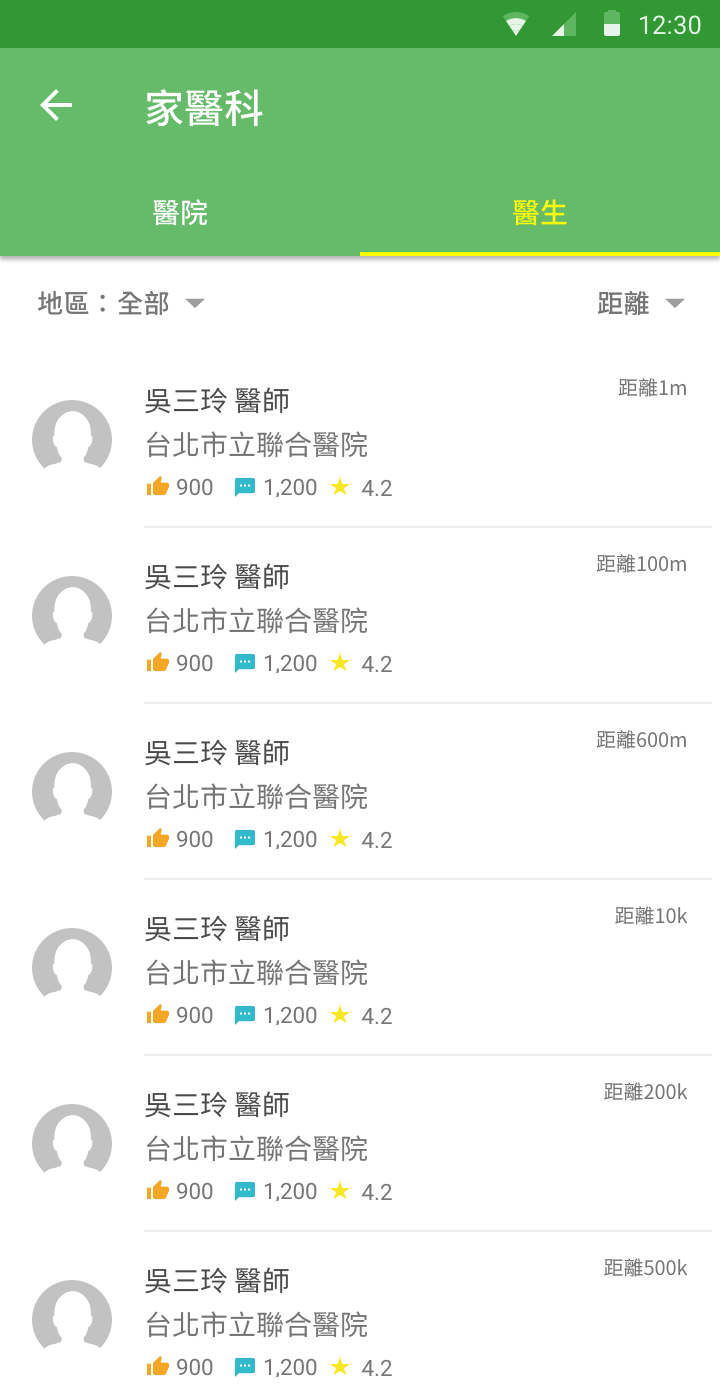 12:30
家醫科
醫院 醫生
地區：全部 距離
吳三玲 醫師 距離1m
台北市立聯合醫院
900 1,200 4.2
吳三玲 醫師 距離100m
台北市立聯合醫院
900 1,200 4.2
吳三玲 醫師 距離600m
台北市立聯合醫院
900 1,200 4.2
吳三玲 醫師 距離10k
台北市立聯合醫院
900 1,200 4.2
吳三玲 醫師 距離200k
台北市立聯合醫院
900 1,200 4.2
吳三玲 醫師 距離500k
台北市立聯合醫院
900 1,200 4.2